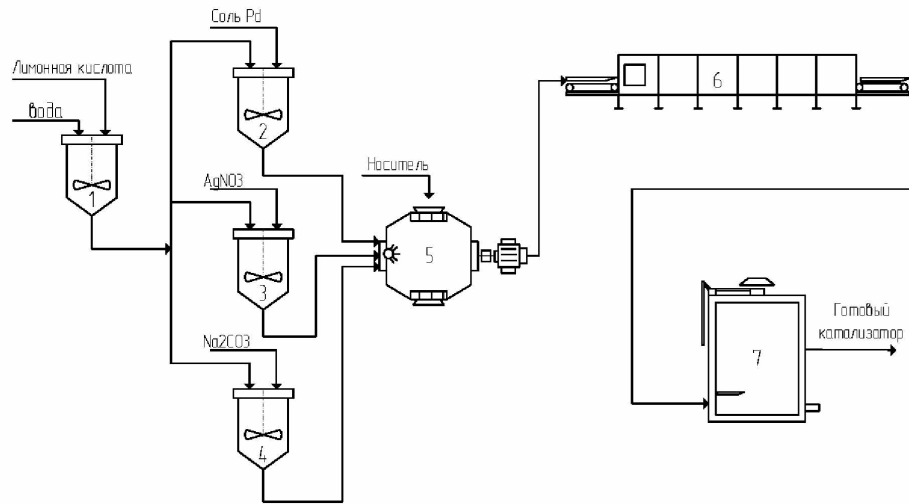 Соль Pd
Лимонная кислота
вода
1
2
AgNO3
3
Na2CO3
4
Носитель
5
6
7
Готовый
катализатор